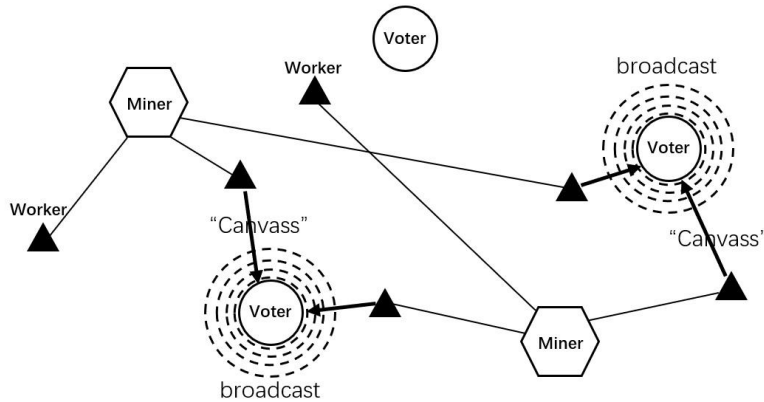 Voter
Worker
broadcast
Miner
Voter
Worker
“Canvass”
“Canvass’
Voter
Miner
broadcast